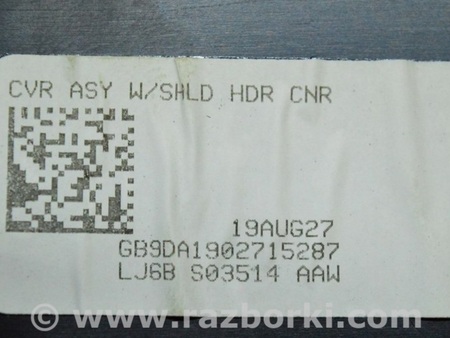 CVR ASY W/SHLD HDR CNR
19AUG27
GB9DA1902715287
LJ6B S03514 AAW
© www.razborki.com